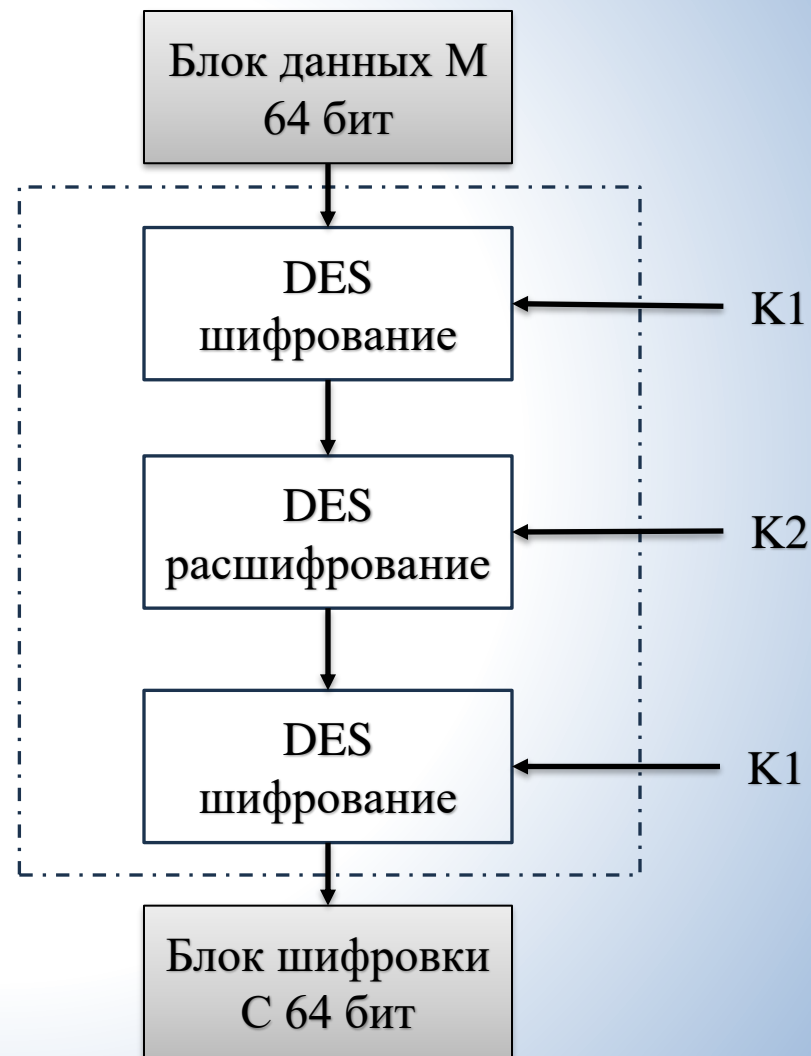 Блок данных М
64 бит
DES
шифрование
K1
DES
расшифрование
K2
DES
шифрование
K1
Блок шифровки
С 64 бит